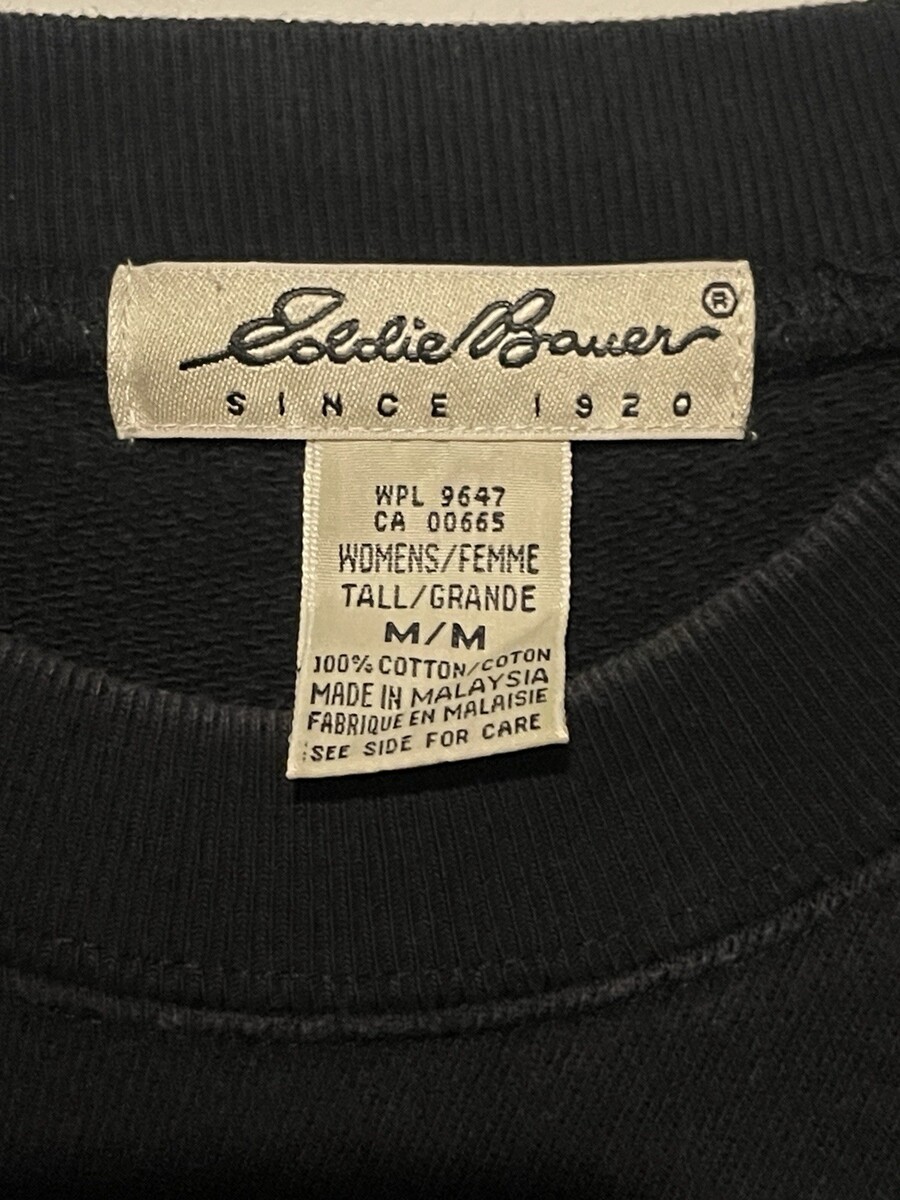 Eddie Bauer ®
SINCE 1920
WPL 9647
CA 00665
WOMENS/FEMME
TALL/GRANDE
M/M
100% COTTON/COTON
MADE IN MALAYSIA
FABRIQUE EN MALAISIE
SEE SIDE FOR CARE